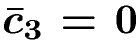 c̄₃ = 0